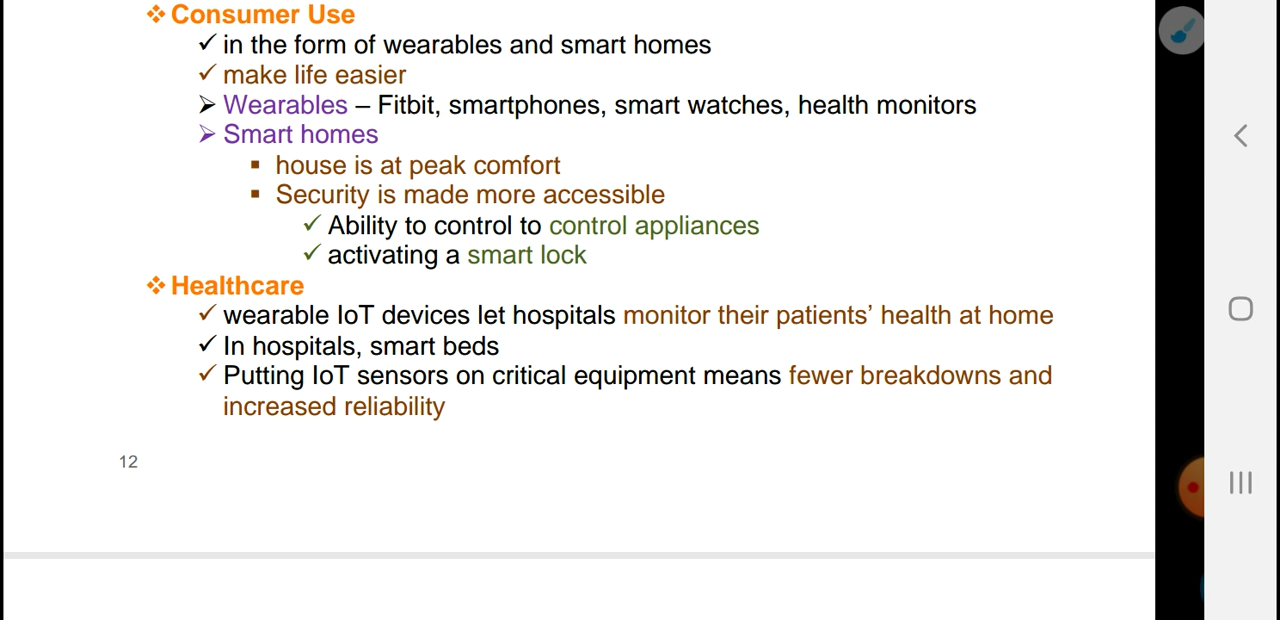 ❖ Consumer Use
✓ in the form of wearables and smart homes
✓ make life easier
➢ Wearables – Fitbit, smartphones, smart watches, health monitors
➢ Smart homes
▪ house is at peak comfort
▪ Security is made more accessible
✓ Ability to control to control appliances
✓ activating a smart lock
❖ Healthcare
✓ wearable IoT devices let hospitals monitor their patients’ health at home
✓ In hospitals, smart beds
✓ Putting IoT sensors on critical equipment means fewer breakdowns and
increased reliability
12